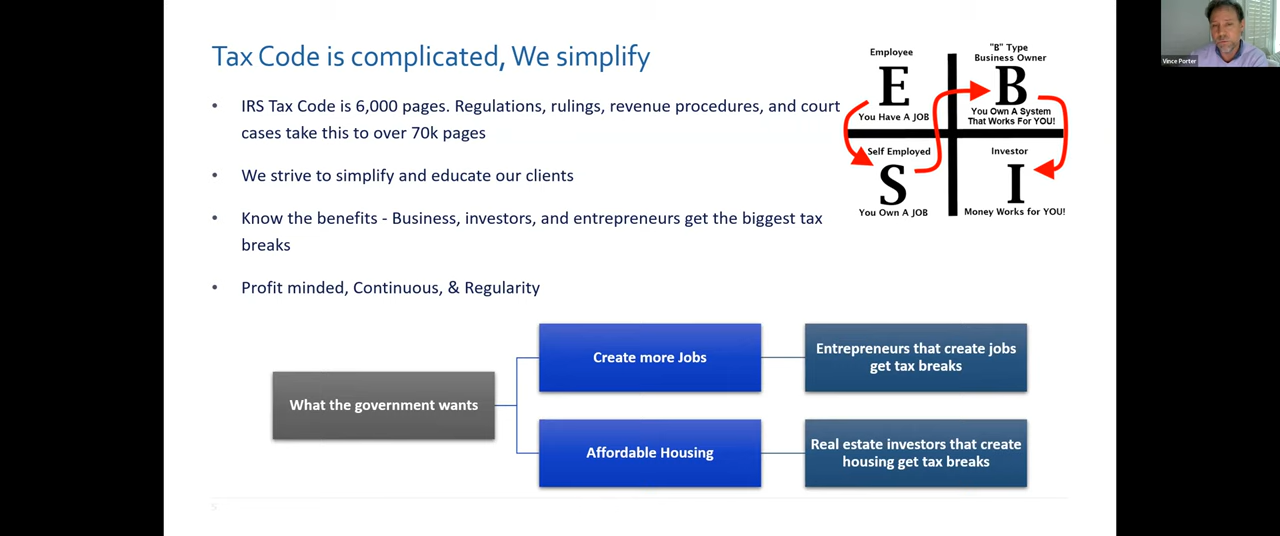 Tax Code is complicated, We simplify
• IRS Tax Code is 6,000 pages. Regulations, rulings, revenue procedures, and court
cases take this to over 70k pages
• We strive to simplify and educate our clients
• Know the benefits - Business, investors, and entrepreneurs get the biggest tax
breaks
• Profit minded, Continuous, & Regularity
Employee
E
You Have A JOB
"B" Type
Business Owner
B
You Own A System
That Works For YOU!
Self Employed
S
You Own A JOB
Investor
I
Money Works for YOU!
What the government wants
Create more Jobs
Entrepreneurs that create jobs
get tax breaks
Affordable Housing
Real estate investors that create
housing get tax breaks
5
Vince Porter